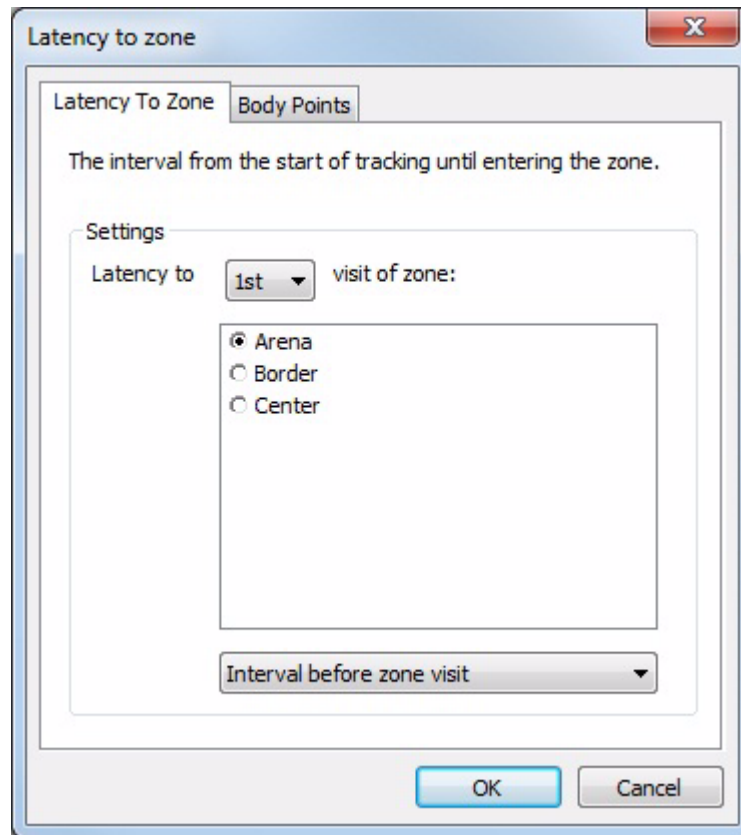 Latency to zone
Latency To Zone Body Points
The interval from the start of tracking until entering the zone.
Settings
Latency to 1st visit of zone:
Arena
Border
Center
Interval before zone visit
OK Cancel